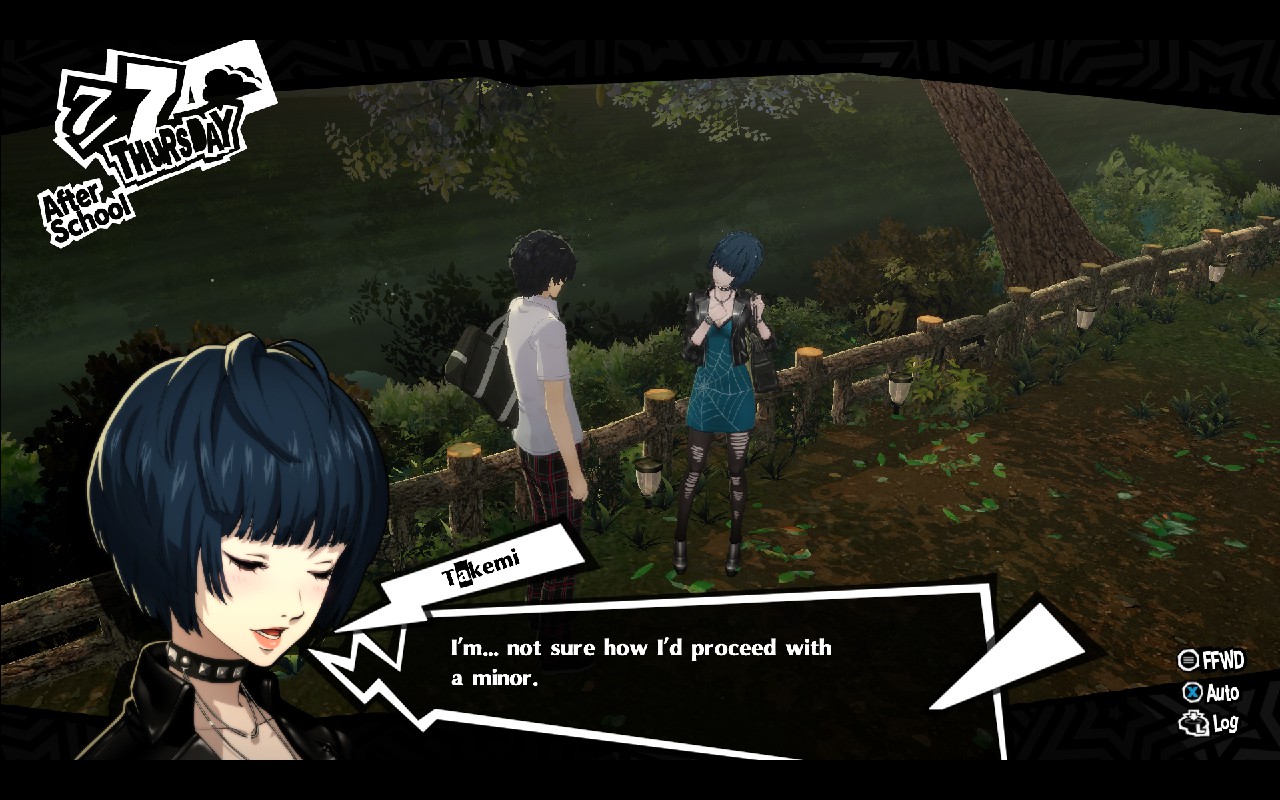 7/7
THURSDAY
After
School
Takemi
I'm... not sure how I'd proceed with
a minor.
FFWD
Auto
Log